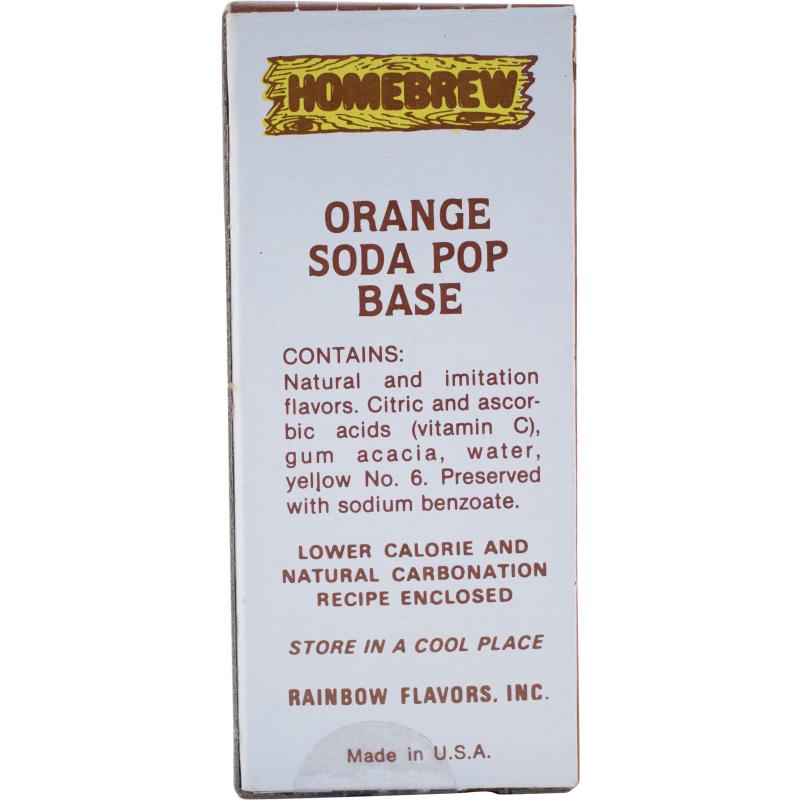 HOMEBREW
ORANGE
SODA POP
BASE
CONTAINS:
Natural and imitation
flavors. Citric and ascor-
bic acids (vitamin C),
gum acacia, water,
yellow No. 6. Preserved
with sodium benzoate.
LOWER CALORIE AND
NATURAL CARBONATION
RECIPE ENCLOSED
STORE IN A COOL PLACE
RAINBOW FLAVORS, INC.
Made in U.S.A.